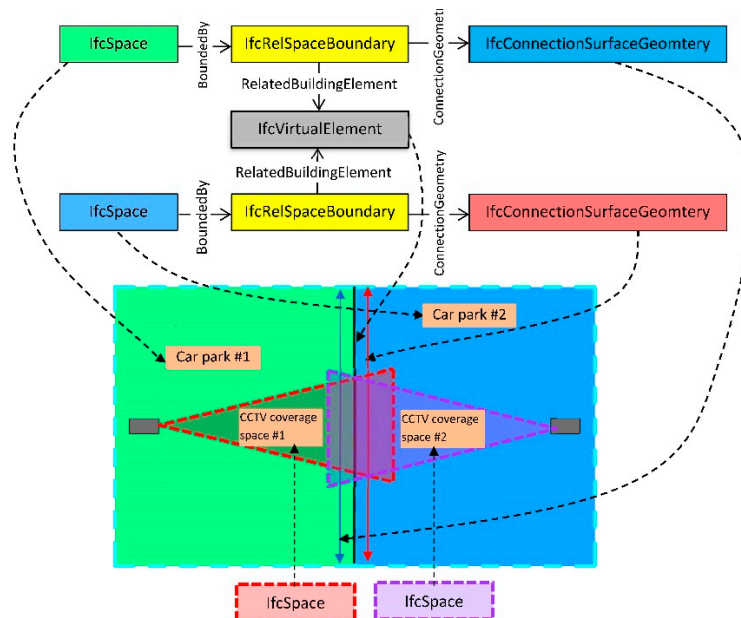 IfcSpace
BoundedBy
IfcRelSpaceBoundary
ConnectionGeometi
IfcConnectionSurfaceGeomtery
RelatedBuildingElement
IfcVirtualElement
RelatedBuildingElement
IfcSpace
BoundedBy
IfcRelSpaceBoundary
ConnectionGeometry
IfcConnectionSurfaceGeomtery
Car park #2
Car park #1
CCTV coverage
space #1
CCTV coverage
space #2
IfcSpace
IfcSpace